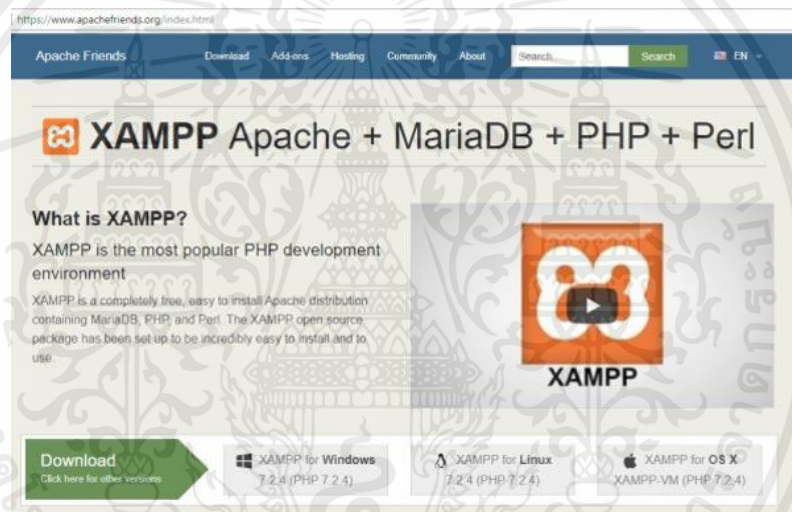 https://www.apachefriends.org/index.html
Apache Friends Download Add-ons Hosting Community About Search... Search EN
XAMPP Apache + MariaDB + PHP + Perl
What is XAMPP?
XAMPP is the most popular PHP development
environment
XAMPP is a completely free, easy to install Apache distribution
containing MariaDB, PHP, and Perl. The XAMPP open source
package has been set up to be incredibly easy to install and to
use.
XAMPP
Download
Click here for other versions
XAMPP for Windows
7.2.4 (PHP 7.2.4)
XAMPP for Linux
7.2.4 (PHP 7.2.4)
XAMPP for OS X
XAMPP-VM (PHP 7.2.4)